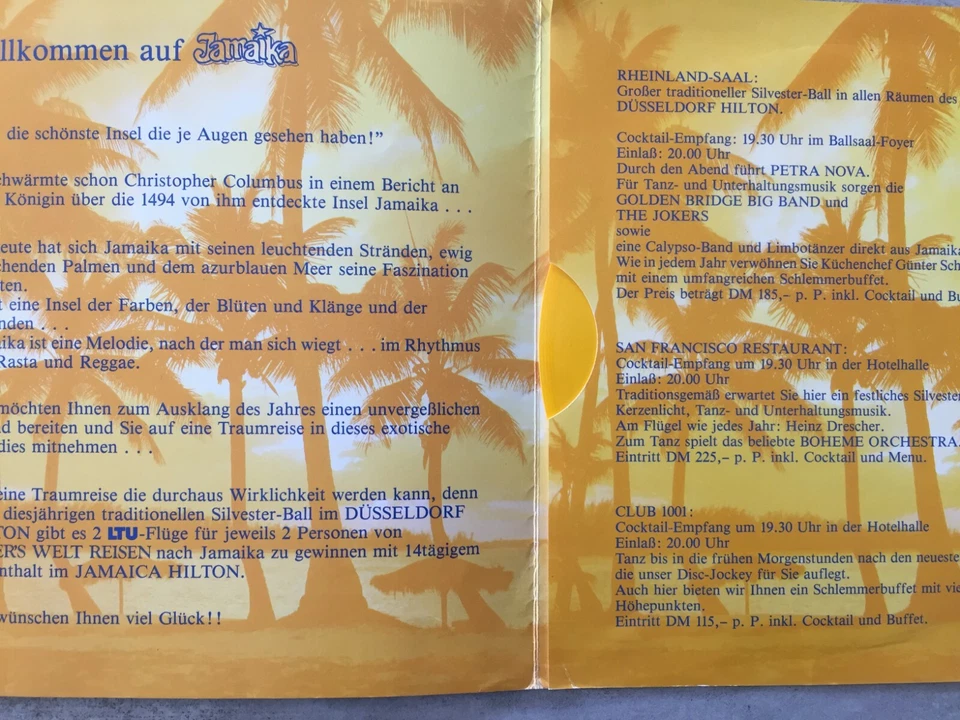 llkommen auf Jamaika
die schönste Insel die je Augen gesehen haben!”
chwärmte schon Christopher Columbus in einem Bericht an
Königin über die 1494 von ihm entdeckte Insel Jamaika . . .
eute hat sich Jamaika mit seinen leuchtenden Stränden, ewig
chenden Palmen und dem azurblauen Meer seine Faszination
ten.
t eine Insel der Farben, der Blüten und Klänge und der
nden . . .
aika ist eine Melodie, nach der man sich wiegt . . . im Rhythmus
Rasta und Reggae.
möchten Ihnen zum Ausklang des Jahres einen unvergeßlichen
nd bereiten und Sie auf eine Traumreise in dieses exotische
dies mitnehmen . . .
eine Traumreise die durchaus Wirklichkeit werden kann, denn
diesjährigen traditionellen Silvester-Ball im DÜSSELDORF
TON gibt es 2 LTU-Flüge für jeweils 2 Personen von
ER'S WELT REISEN nach Jamaika zu gewinnen mit 14tägigem
enthalt im JAMAICA HILTON.
wünschen Ihnen viel Glück!!
RHEINLAND-SAAL:
Großer traditioneller Silvester-Ball in allen Räumen des
DÜSSELDORF HILTON.
Cocktail-Empfang: 19.30 Uhr im Ballsaal-Foyer
Einlaß: 20.00 Uhr
Durch den Abend führt PETRA NOVA.
Für Tanz- und Unterhaltungsmusik sorgen die
GOLDEN BRIDGE BIG BAND und
THE JOKERS
sowie
eine Calypso-Band und Limbotänzer direkt aus Jamaika
Wie in jedem Jahr verwöhnen Sie Küchenchef Günter Sch
mit einem umfangreichen Schlemmerbuffet.
Der Preis beträgt DM 185,– p. P. inkl. Cocktail und Bu
SAN FRANCISCO RESTAURANT:
Cocktail-Empfang um 19.30 Uhr in der Hotelhalle
Einlaß: 20.00 Uhr
Traditionsgemäß erwartet Sie hier ein festliches Silvester
Kerzenlicht, Tanz- und Unterhaltungsmusik.
Am Flügel wie jedes Jahr: Heinz Drescher.
Zum Tanz spielt das beliebte BOHEME ORCHESTRA.
Eintritt DM 225,– p. P. inkl. Cocktail und Menu.
CLUB 1001:
Cocktail-Empfang um 19.30 Uhr in der Hotelhalle
Einlaß: 20.00 Uhr
Tanz bis in die frühen Morgenstunden nach den neueste
die unser Disc-Jockey für Sie auflegt.
Auch hier bieten wir Ihnen ein Schlemmerbuffet mit vie
Höhepunkten.
Eintritt DM 115,– p. P. inkl. Cocktail und Buffet.